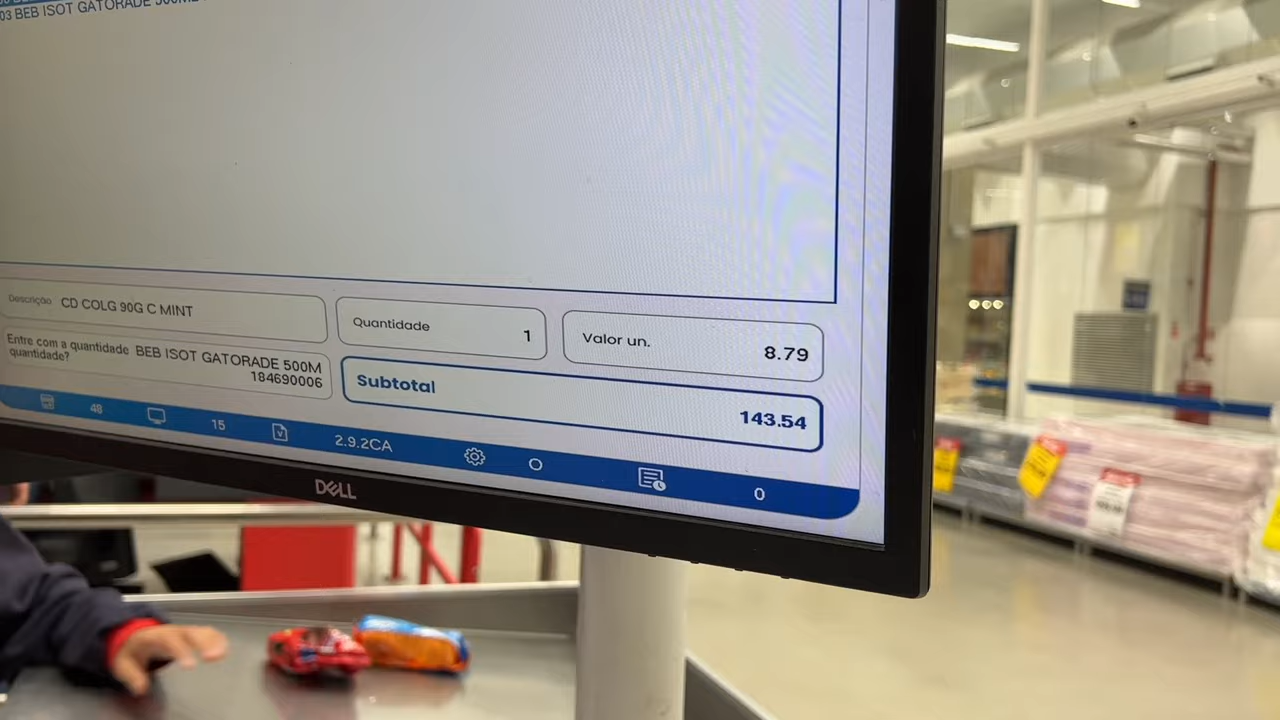 03 BEB ISOT GATORADE 500M
Descrição CD COLG 90G C MINT
Quantidade 1
Valor un. 8.79
Entre com a quantidade BEB ISOT GATORADE 500M
quantidade? 184690006
Subtotal 143.54
48 15 2.9.2CA 0 0
DELL